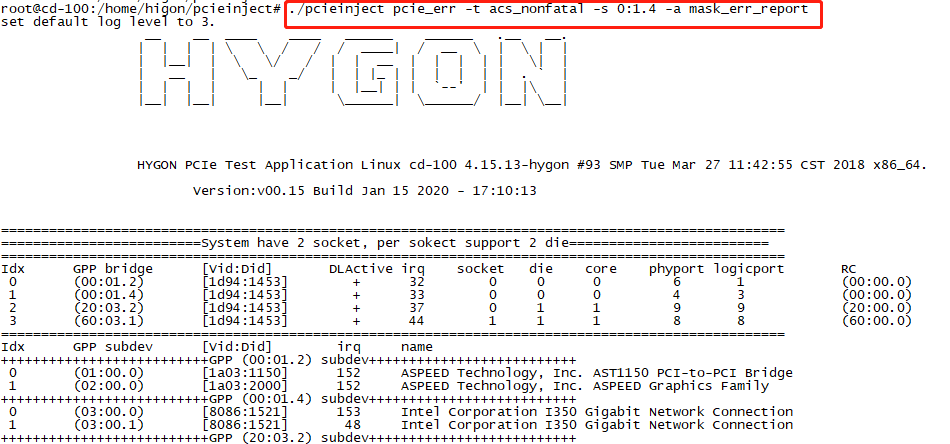 root@cd-100:/home/higon/pcieinject# ./pcieinject pcie_err -t acs_nonfatal -s 0:1.4 -a mask_err_report
set default log level to 3.
HYGON
HYGON PCIe Test Application Linux cd-100 4.15.13-hygon #93 SMP Tue Mar 27 11:42:55 CST 2018 x86_64.
Version:v00.15 Build Jan 15 2020 - 17:10:13
=============================================================================================
========================System have 2 socket, per sokect support 2 die========================
=============================================================================================
Idx GPP bridge [Vid:Did] DLActive irq socket die core phyport logicport RC
0 (00:01.2) [1d94:1453] + 32 0 0 0 6 1 (00:00.0)
1 (00:01.4) [1d94:1453] + 33 0 0 0 4 3 (00:00.0)
2 (20:03.2) [1d94:1453] + 37 0 1 1 9 9 (20:00.0)
3 (60:03.1) [1d94:1453] + 44 1 1 1 8 8 (60:00.0)
=============================================================================================
Idx GPP subdev [Vid:Did] irq name
+++++++++++++++++++++++++GPP (00:01.2) subdev+++++++++++++++++++++++++
0 (01:00.0) [1a03:1150] 152 ASPEED Technology, Inc. AST1150 PCI-to-PCI Bridge
1 (02:00.0) [1a03:2000] 152 ASPEED Technology, Inc. ASPEED Graphics Family
+++++++++++++++++++++++++GPP (00:01.4) subdev+++++++++++++++++++++++++
0 (03:00.0) [8086:1521] 153 Intel Corporation I350 Gigabit Network Connection
1 (03:00.1) [8086:1521] 48 Intel Corporation I350 Gigabit Network Connection
+++++++++++++++++++++++++GPP (20:03.2) subdev+++++++++++++++++++++++++